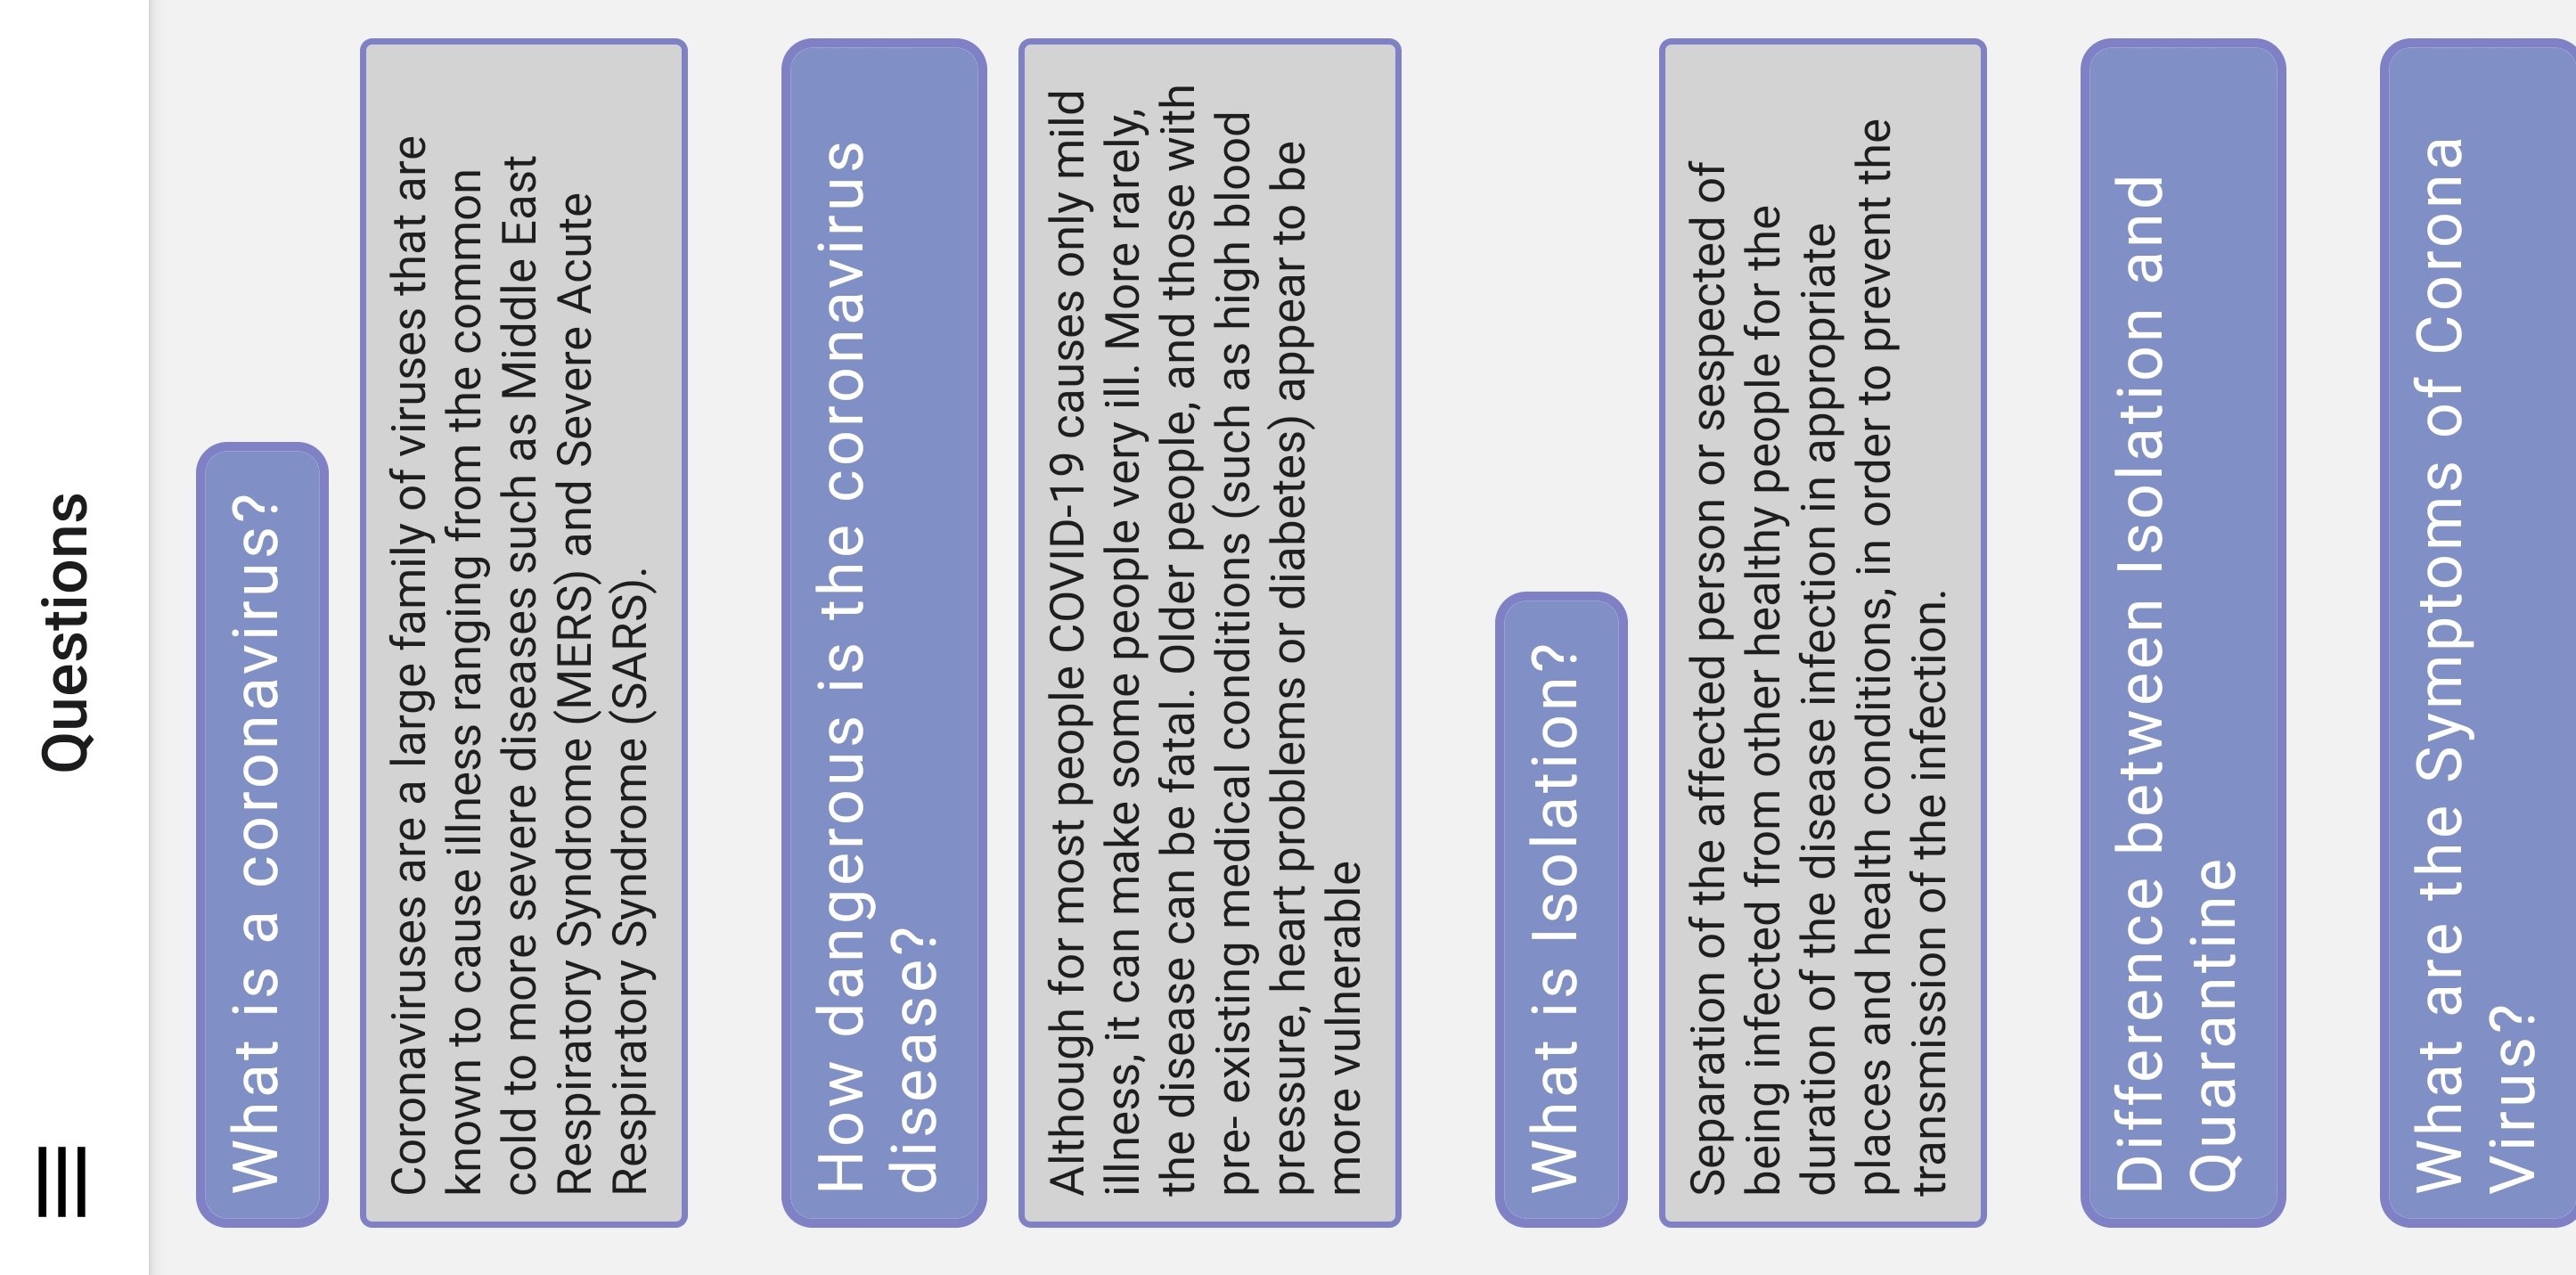 Questions
What is a coronavirus?
Coronaviruses are a large family of viruses that are
known to cause illness ranging from the common
cold to more severe diseases such as Middle East
Respiratory Syndrome (MERS) and Severe Acute
Respiratory Syndrome (SARS).
How dangerous is the coronavirus
disease?
Although for most people COVID-19 causes only mild
illness, it can make some people very ill. More rarely,
the disease can be fatal. Older people, and those with
pre- existing medical conditions (such as high blood
pressure, heart problems or diabetes) appear to be
more vulnerable
What is Isolation?
Separation of the affected person or sespected of
being infected from other healthy people for the
duration of the disease infection in appropriate
places and health conditions, in order to prevent the
transmission of the infection.
Difference between Isolation and
Quarantine
What are the Symptoms of Corona
Virus?